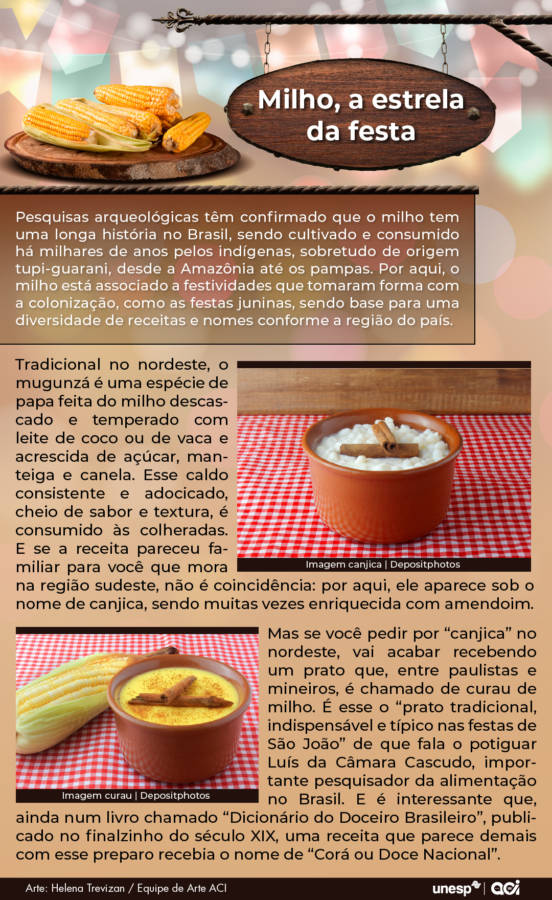 Milho, a estrela
da festa
Pesquisas arqueológicas têm confirmado que o milho tem
uma longa história no Brasil, sendo cultivado e consumido
há milhares de anos pelos indígenas, sobretudo de origem
tupi-guarani, desde a Amazônia até os pampas. Por aqui, o
milho está associado a festividades que tomaram forma com
a colonização, como as festas juninas, sendo base para uma
diversidade de receitas e nomes conforme a região do país.
Tradicional no nordeste, o
mugunzá é uma espécie de
papa feita do milho descas-
cado e temperado com
leite de coco ou de vaca e
acrescida de açúcar, man-
teiga e canela. Esse caldo
consistente e adocicado,
cheio de sabor e textura, é
consumido às colheradas.
E se a receita pareceu fa-
miliar para você que mora
na região sudeste, não é coincidência: por aqui, ele aparece sob o
nome de canjica, sendo muitas vezes enriquecida com amendoim.
Imagem canjica | Depositphotos
Mas se você pedir por “canjica” no
nordeste, vai acabar recebendo
um prato que, entre paulistas e
mineiros, é chamado de curau de
milho. É esse o “prato tradicional,
indispensável e típico nas festas de
São João” de que fala o potiguar
Luís da Câmara Cascudo, impor-
tante pesquisador da alimentação
no Brasil. E é interessante que,
ainda num livro chamado “Dicionário do Doceiro Brasileiro”, publi-
cado no finalzinho do século XIX, uma receita que parece demais
com esse preparo recebia o nome de “Corá ou Doce Nacional”.
Imagem curau | Depositphotos
Arte: Helena Trevizan / Equipe de Arte ACI
unesp | aci
unesp | aci